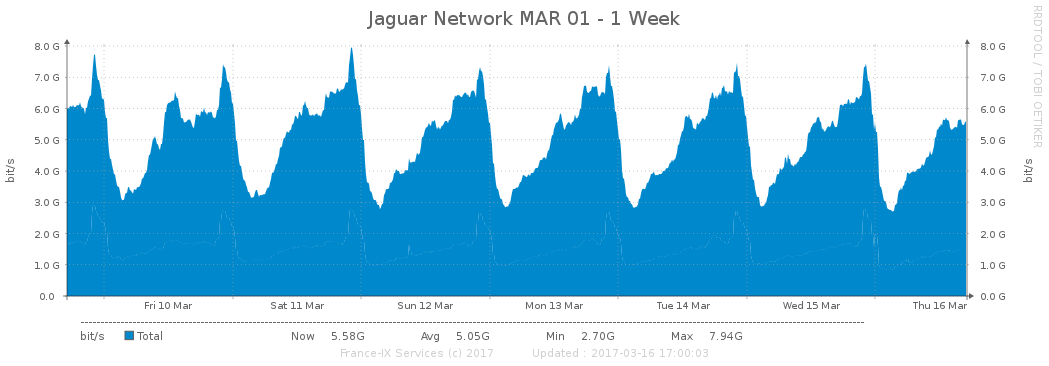 Jaguar Network MAR 01 - 1 Week
RRDTOOL / TOBI OETIKER
bit/s
8.0 G 8.0 G
7.0 G 7.0 G
6.0 G 6.0 G
5.0 G 5.0 G
4.0 G 4.0 G
3.0 G 3.0 G
2.0 G 2.0 G
1.0 G 1.0 G
0.0 0.0 G
bit/s
Fri 10 Mar Sat 11 Mar Sun 12 Mar Mon 13 Mar Tue 14 Mar Wed 15 Mar Thu 16 Mar
bit/s Total Now 5.58G Avg 5.05G Min 2.70G Max 7.94G
France-IX Services (c) 2017 Updated : 2017-03-16 17:00:03